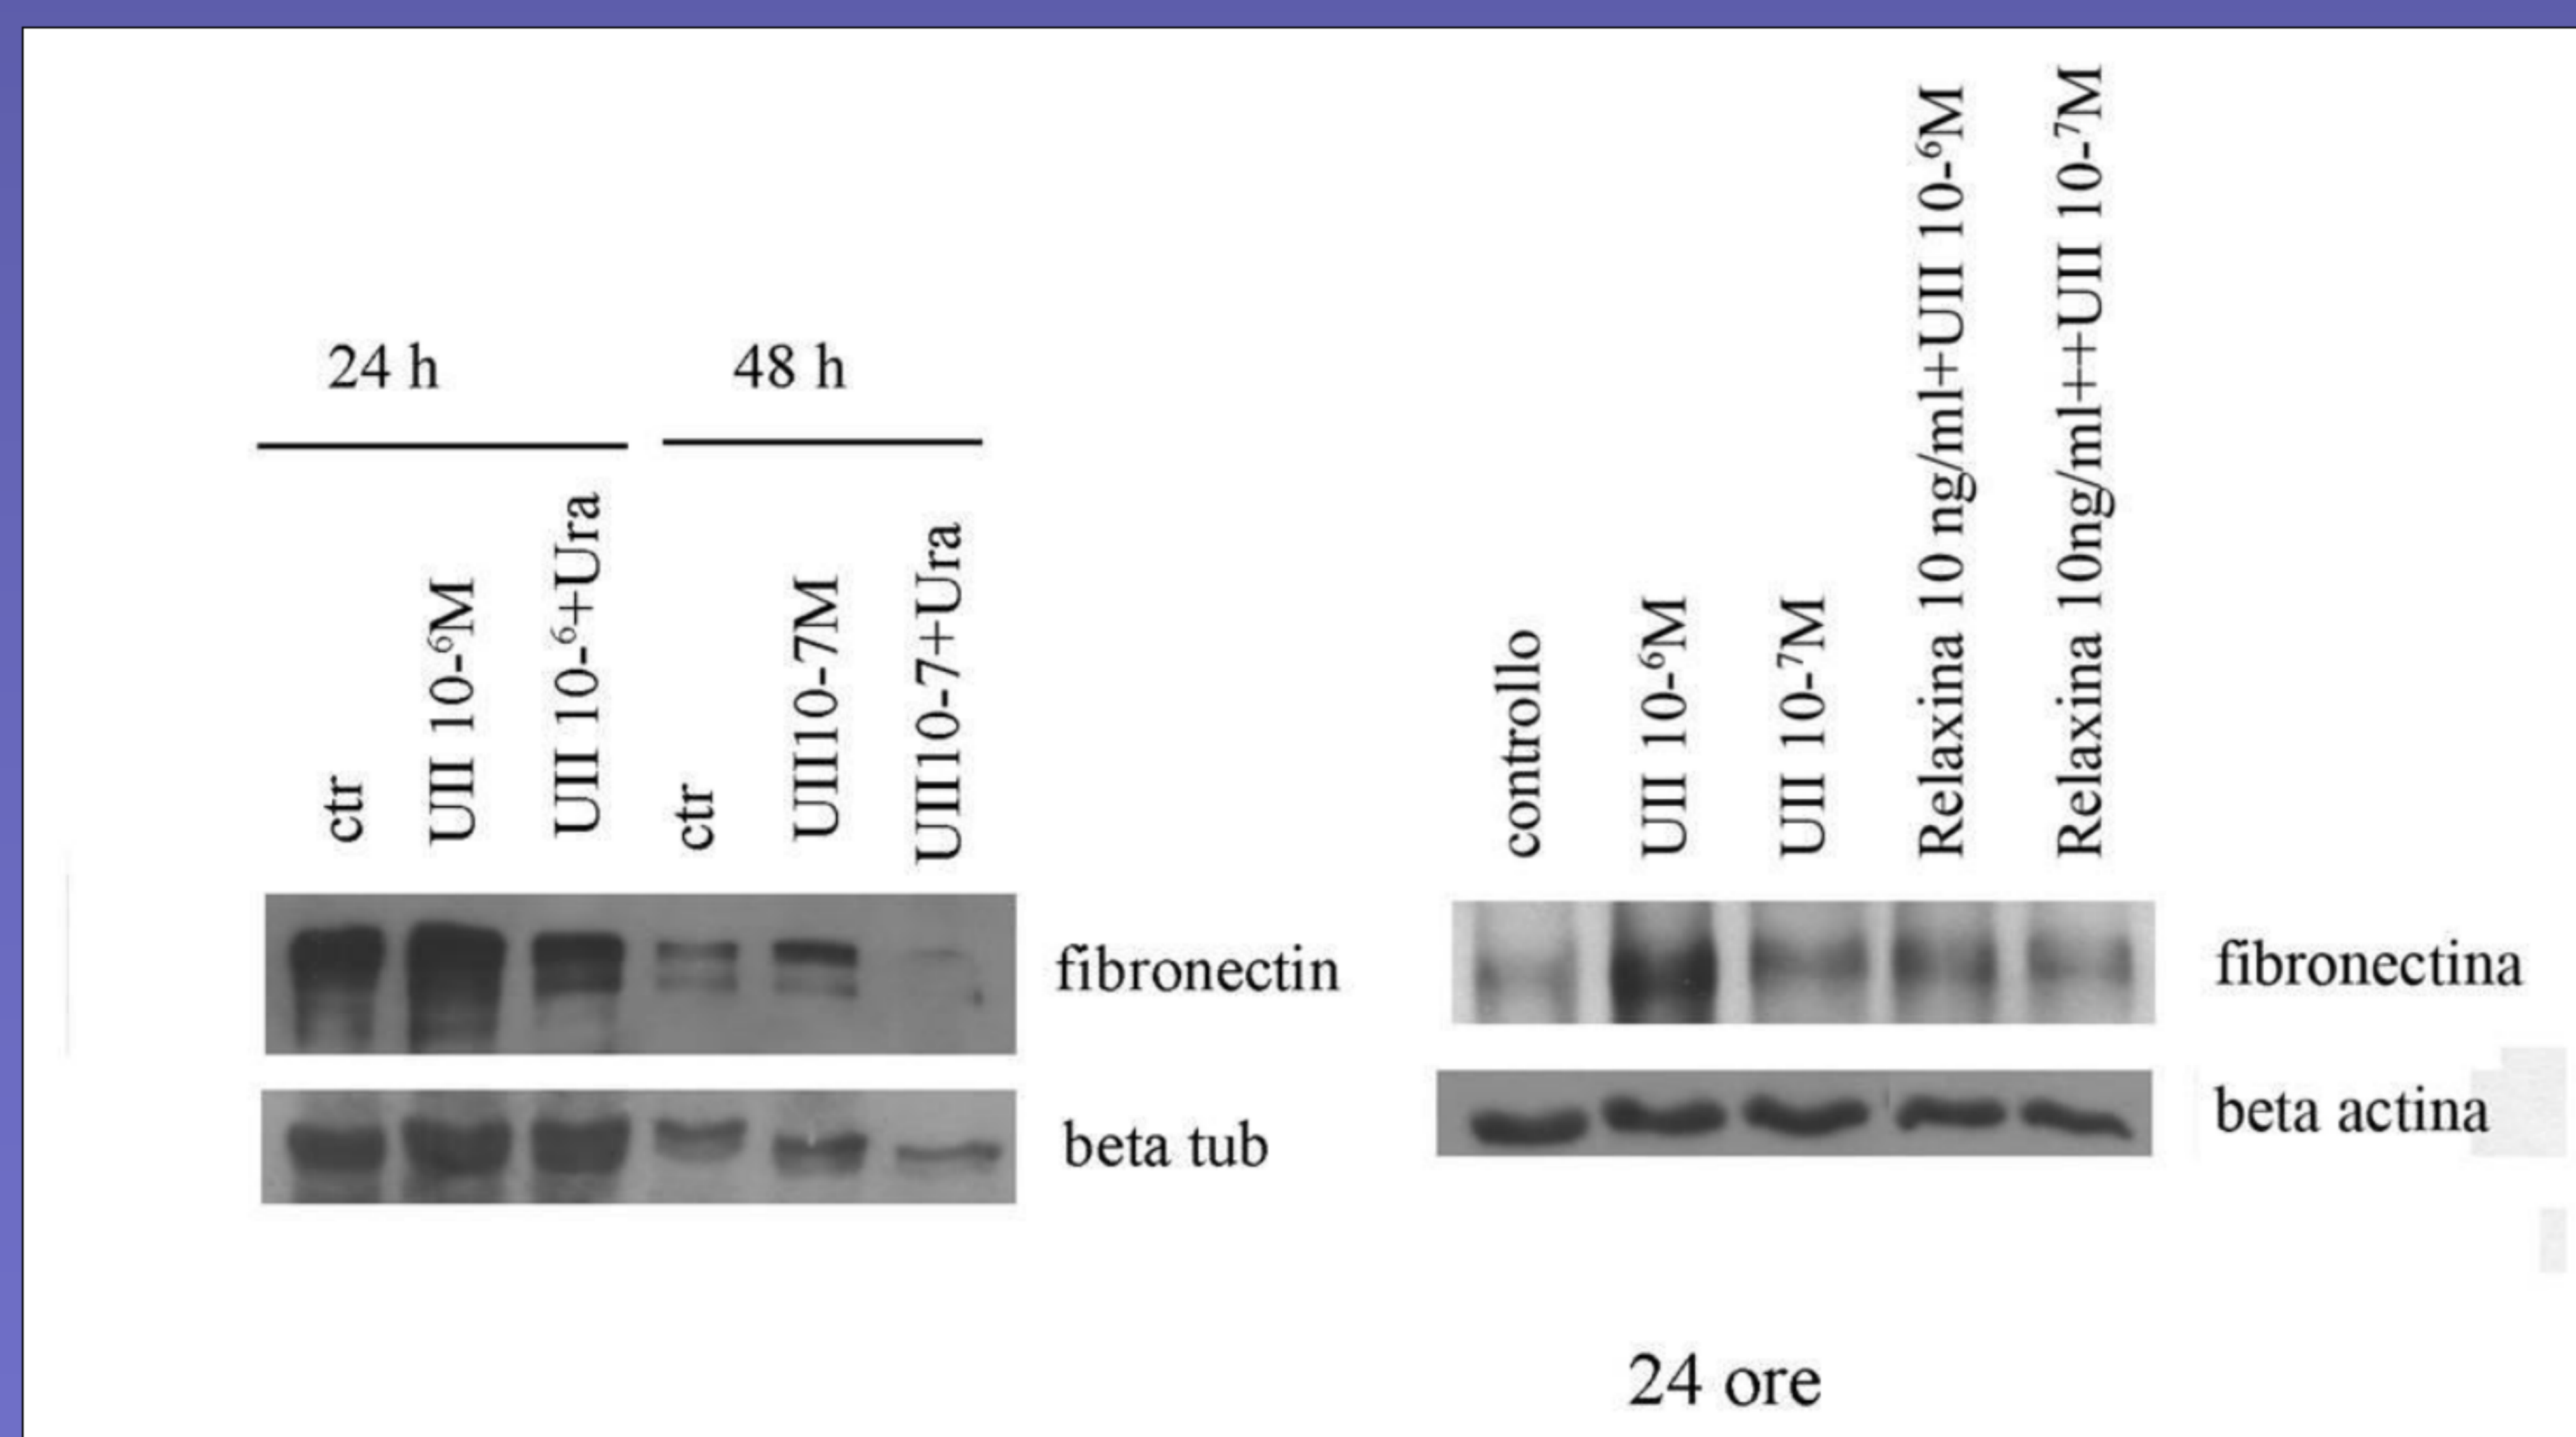 24 h
48 h
ctr
UII 10-⁶M
UII 10-⁶+Ura
ctr
UII10-7M
UII10-7+Ura
fibronectin
beta tub
controllo
UII 10-⁶M
UII 10-⁷M
Relaxina 10 ng/ml+UII 10-⁶M
Relaxina 10ng/ml++UII 10-⁷M
fibronectina
beta actina
24 ore